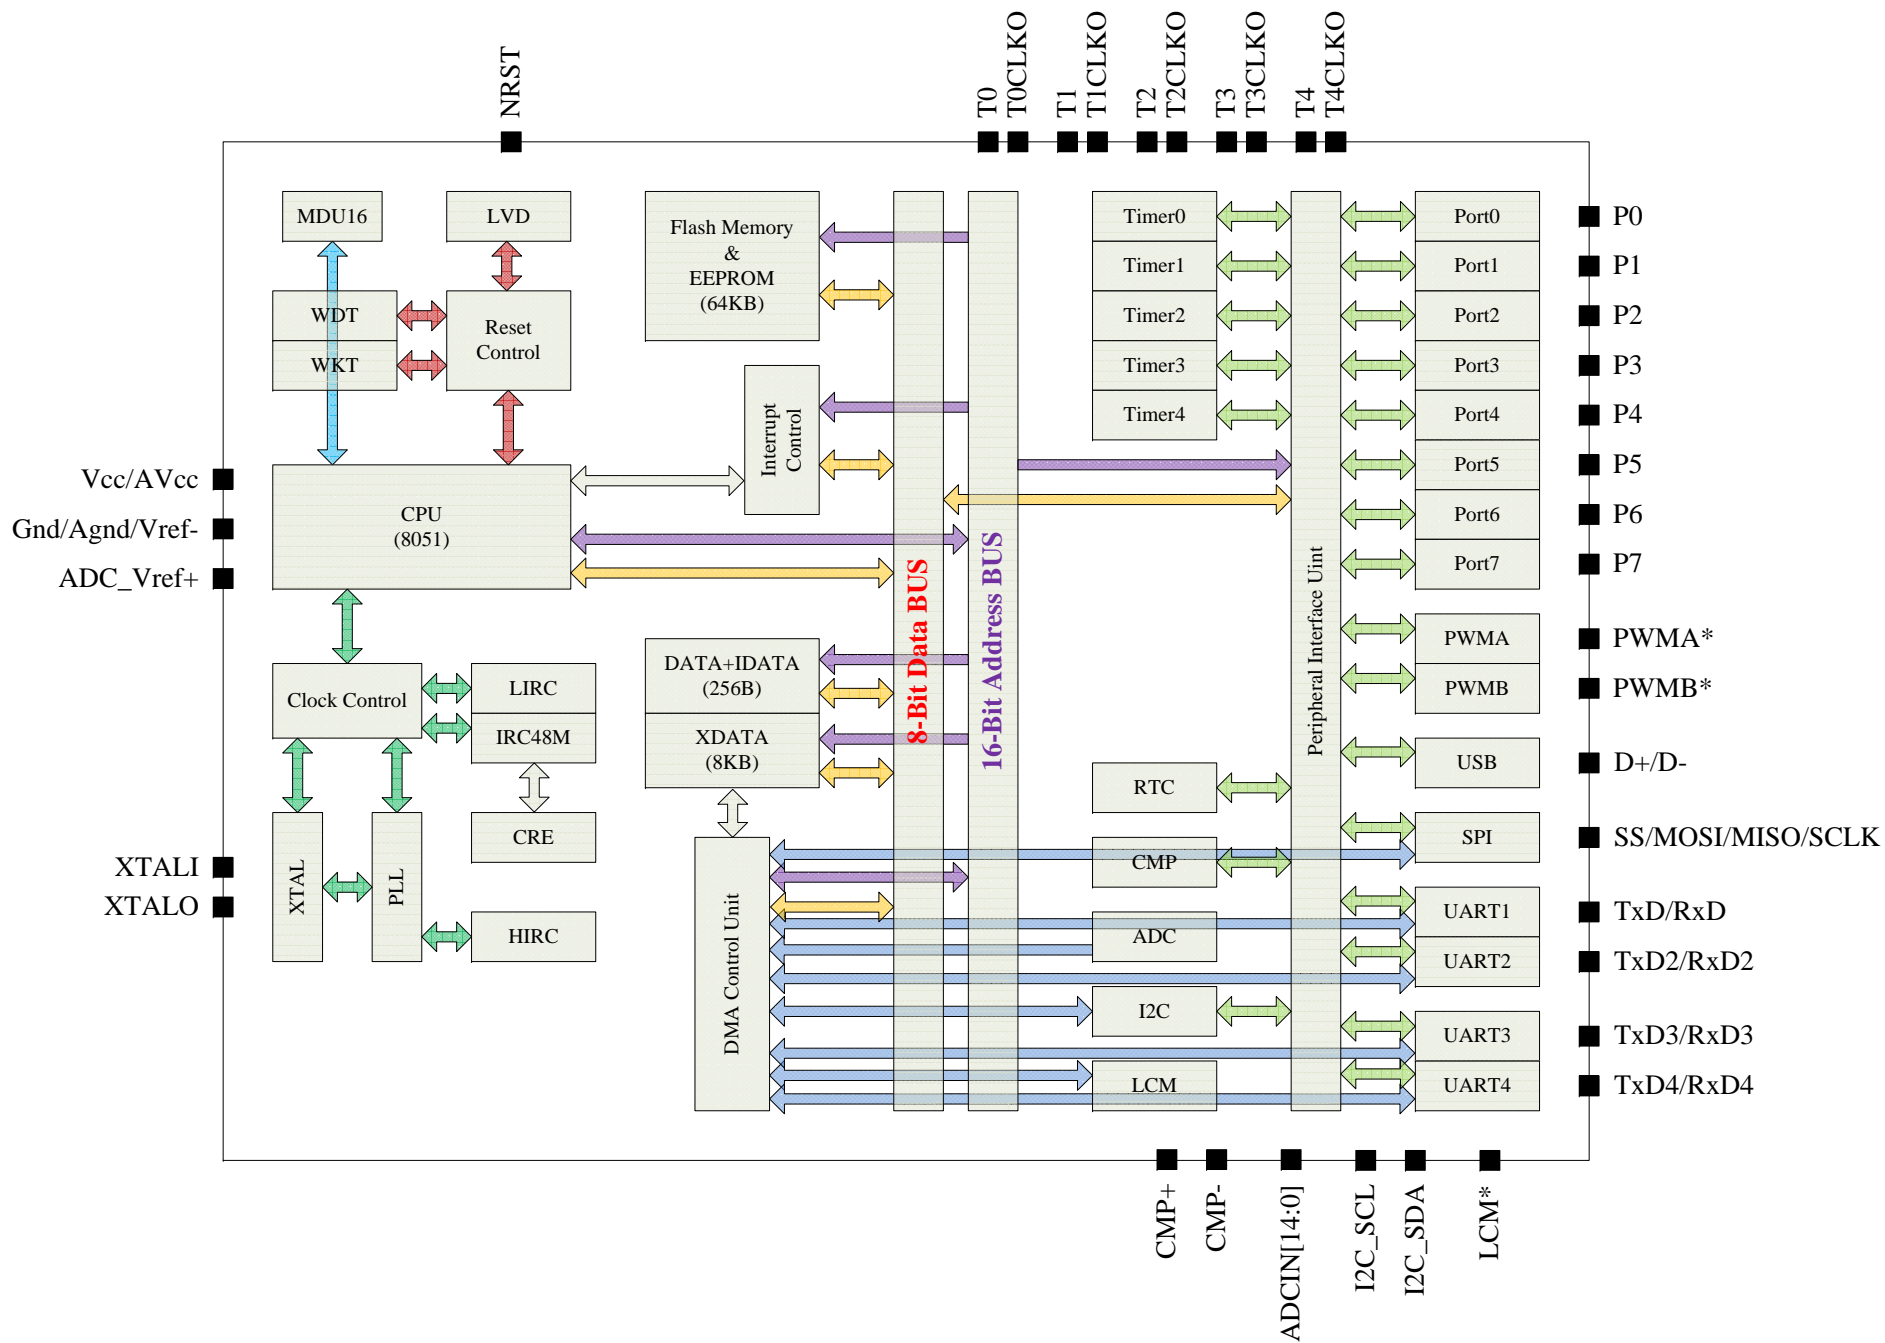 NRST
T0
T0CLKO
T1
T1CLKO
T2
T2CLKO
T3
T3CLKO
T4
T4CLKO
MDU16
LVD
WDT
WKT
Reset
Control
Vcc/AVcc
Gnd/Agnd/Vref-
ADC_Vref+
CPU
(8051)
Clock Control
LIRC
IRC48M
CRE
XTALI
XTALO
XTAL
PLL
HIRC
Flash Memory
&
EEPROM
(64KB)
Interrupt
Control
DATA+IDATA
(256B)
XDATA
(8KB)
DMA Control Unit
8-Bit Data BUS
16-Bit Address BUS
Timer0
Timer1
Timer2
Timer3
Timer4
RTC
CMP
ADC
I2C
LCM
Peripheral Interface Uint
Port0
Port1
Port2
Port3
Port4
Port5
Port6
Port7
PWMA
PWMB
USB
SPI
UART1
UART2
UART3
UART4
P0
P1
P2
P3
P4
P5
P6
P7
PWMA*
PWMB*
D+/D-
SS/MOSI/MISO/SCLK
TxD/RxD
TxD2/RxD2
TxD3/RxD3
TxD4/RxD4
CMP+
CMP-
ADCIN[14:0]
I2C_SCL
I2C_SDA
LCM*